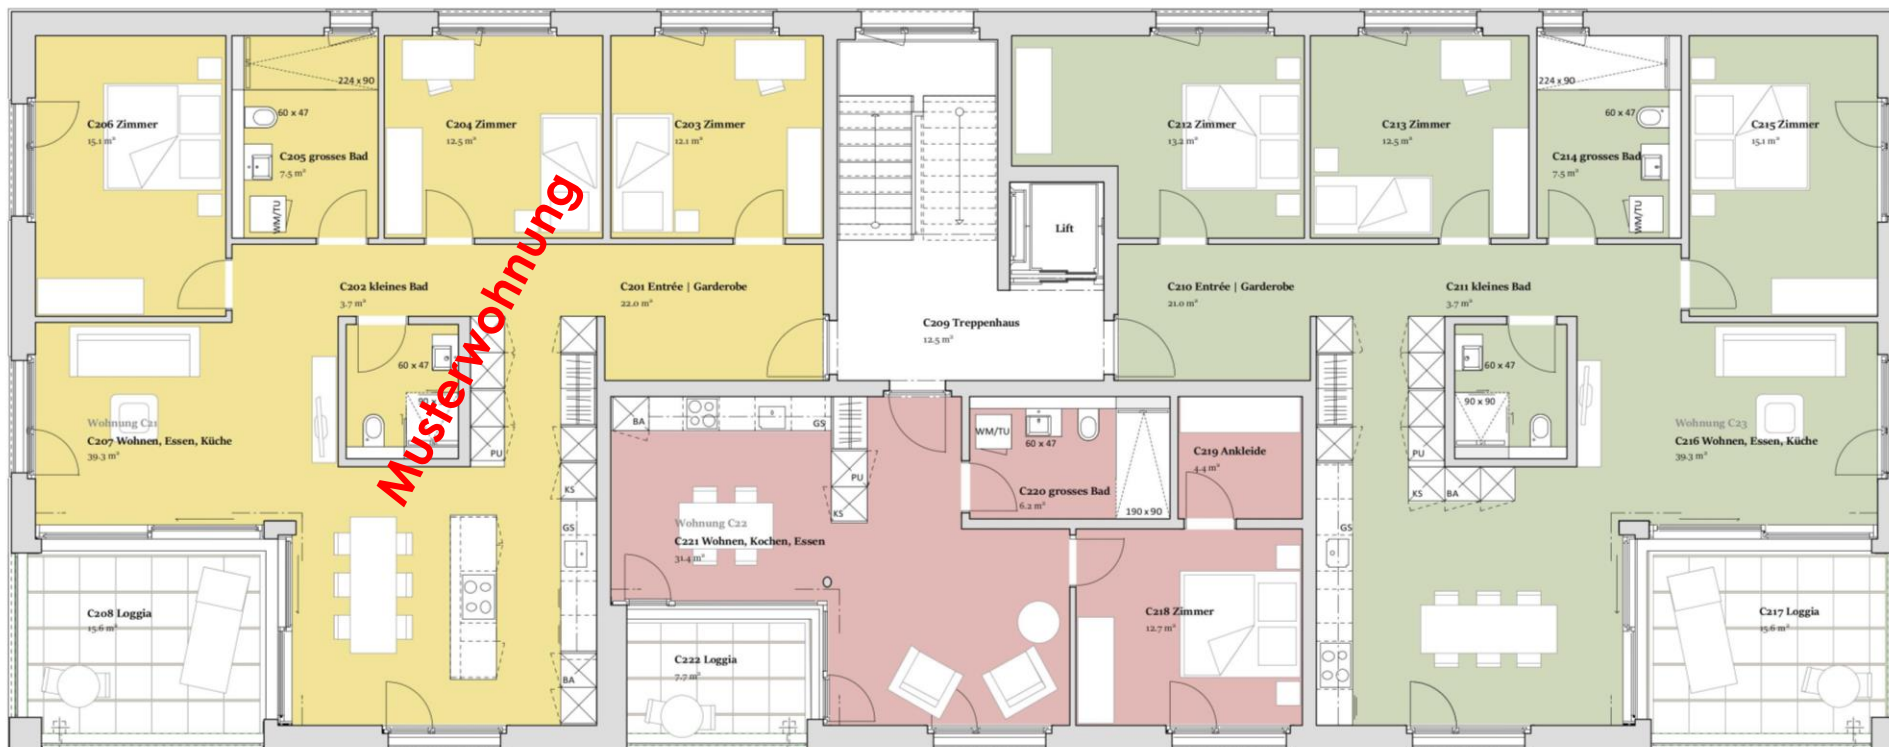 224 x 90
60 x 47
C206 Zimmer
15.1 m²
C205 grosses Bad
7.5 m²
WM/TU
C204 Zimmer
12.5 m²
C203 Zimmer
12.1 m²
C212 Zimmer
13.2 m²
C213 Zimmer
12.5 m²
224 x 90
60 x 47
C214 grosses Bad
7.5 m²
WM/TU
C215 Zimmer
15.1 m²
Lift
Musterwohnung
C202 kleines Bad
3.7 m²
C201 Entrée | Garderobe
22.0 m²
C209 Treppenhaus
12.5 m²
C210 Entrée | Garderobe
21.0 m²
C211 kleines Bad
3.7 m²
60 x 47
60 x 47
90 x 90
Wohnung C21
C207 Wohnen, Essen, Küche
39.3 m²
PU
KS
GS
BA
BA
GS
PU
KS
WM/TU
60 x 47
C220 grosses Bad
6.2 m²
190 x 90
C219 Ankleide
4.4 m²
Wohnung C22
C221 Wohnen, Kochen, Essen
31.4 m²
PU
KS
BA
GS
Wohnung C23
C216 Wohnen, Essen, Küche
39.3 m²
C208 Loggia
15.6 m²
C222 Loggia
7.7 m²
C218 Zimmer
12.7 m²
C217 Loggia
15.6 m²